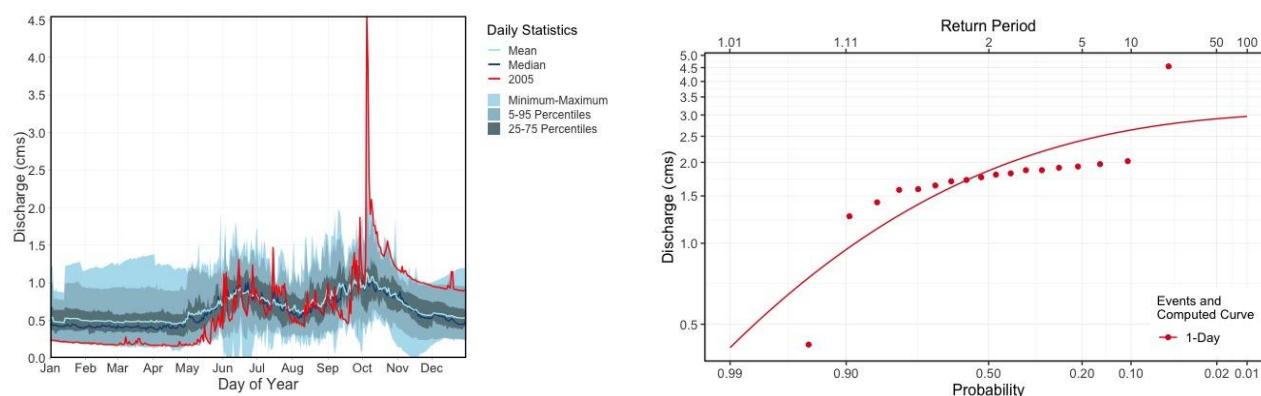 4.5
4.0
3.5
3.0
2.5
2.0
1.5
1.0
0.5
0.0
Discharge (cms)
Jan Feb Mar Apr May Jun Jul Aug Sep Oct Nov Dec
Day of Year
Daily Statistics
Mean
Median
2005
Minimum-Maximum
5-95 Percentiles
25-75 Percentiles
Return Period
1.01 1.11 2 5 10 50 100
5.0
4.5
4.0
3.5
3.0
2.5
2.0
1.5
1.0
0.5
Discharge (cms)
Events and
Computed Curve
1-Day
0.99 0.90 0.50 0.20 0.10 0.02 0.01
Probability